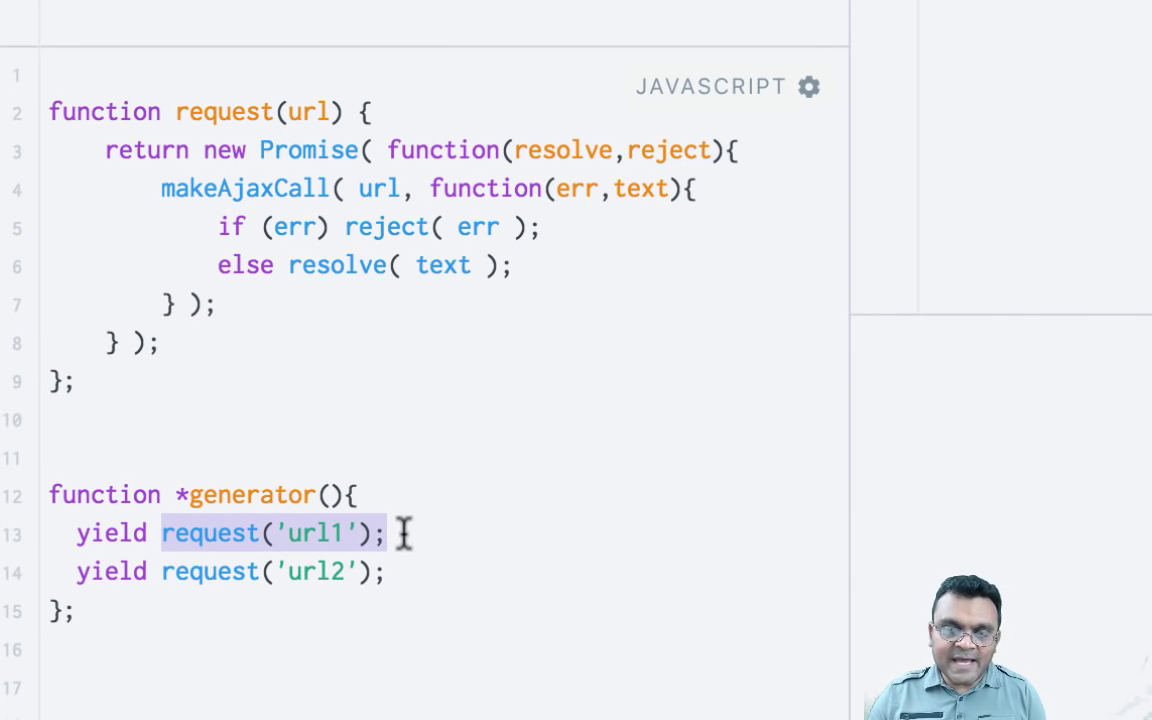 JAVASCRIPT
1
2 function request(url) {
3 return new Promise( function(resolve,reject){
4 makeAjaxCall( url, function(err,text){
5 if (err) reject( err );
6 else resolve( text );
7 } );
8 } );
9 };
10
11
12 function *generator(){
13 yield request('url1');
14 yield request('url2');
15 };
16
17